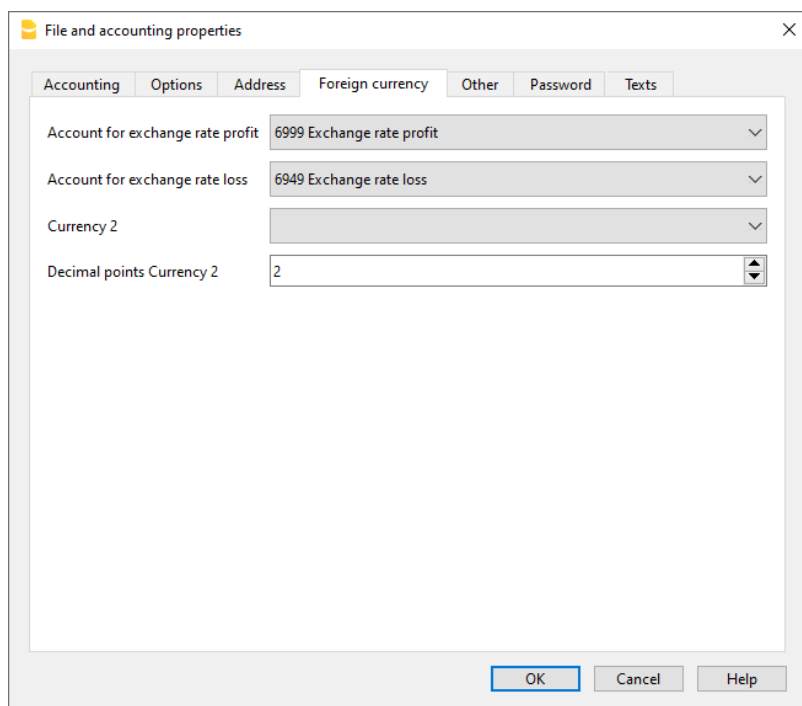 File and accounting properties
Accounting Options Address Foreign currency Other Password Texts
Account for exchange rate profit 6999 Exchange rate profit
Account for exchange rate loss 6949 Exchange rate loss
Currency 2
Decimal points Currency 2 2
OK Cancel Help